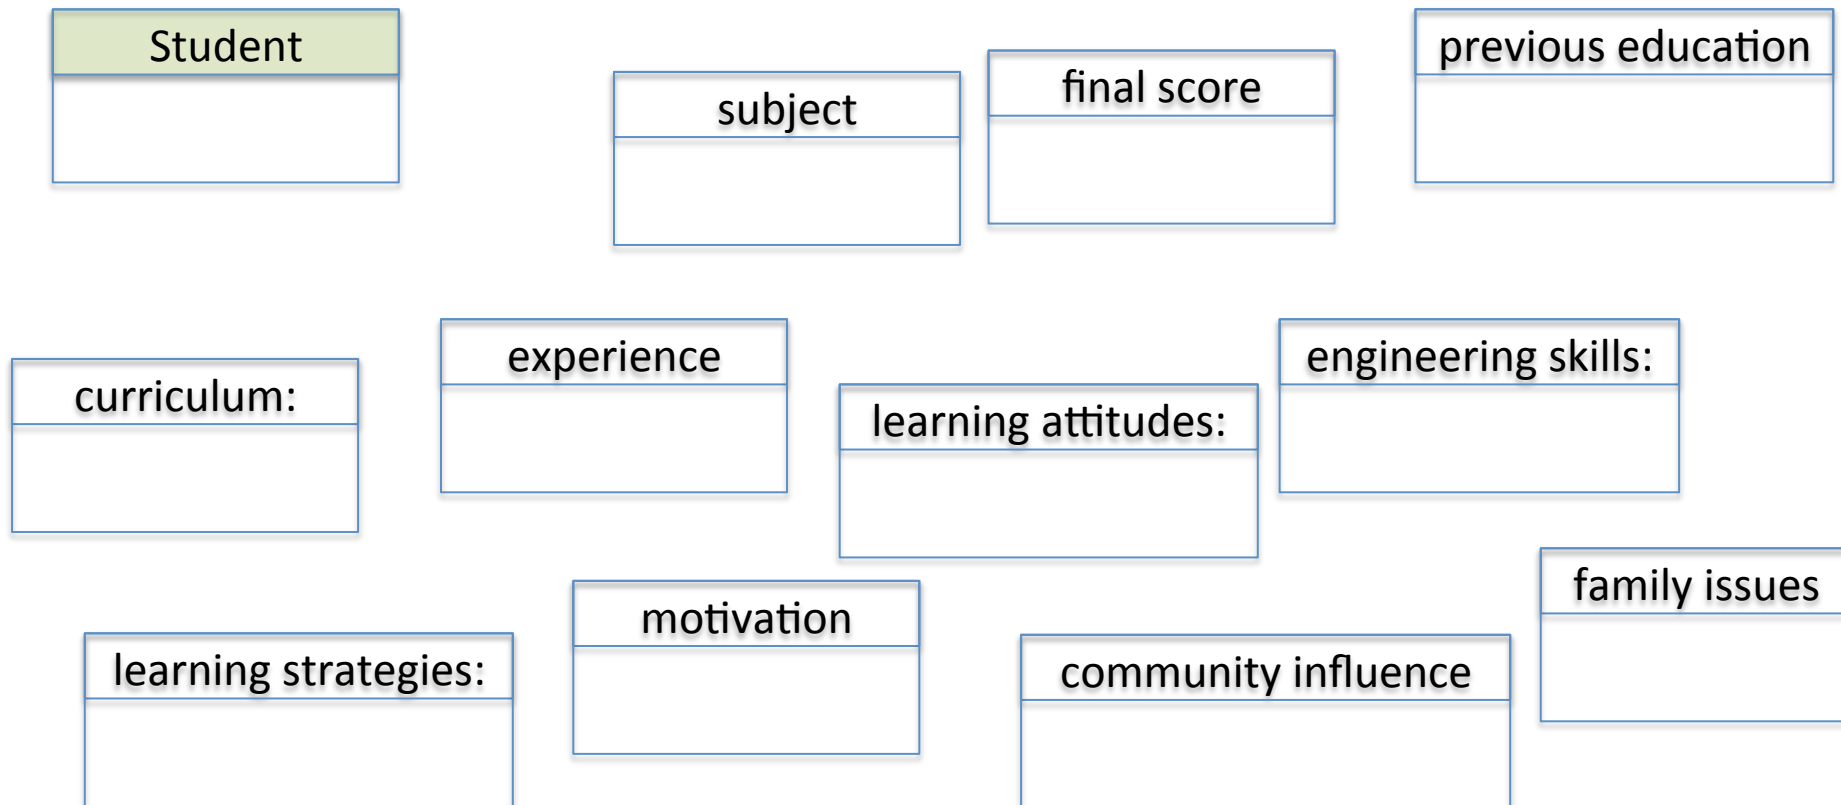 Student
subject
final score
previous education
curriculum:
experience
learning attitudes:
engineering skills:
learning strategies:
motivation
community influence
family issues